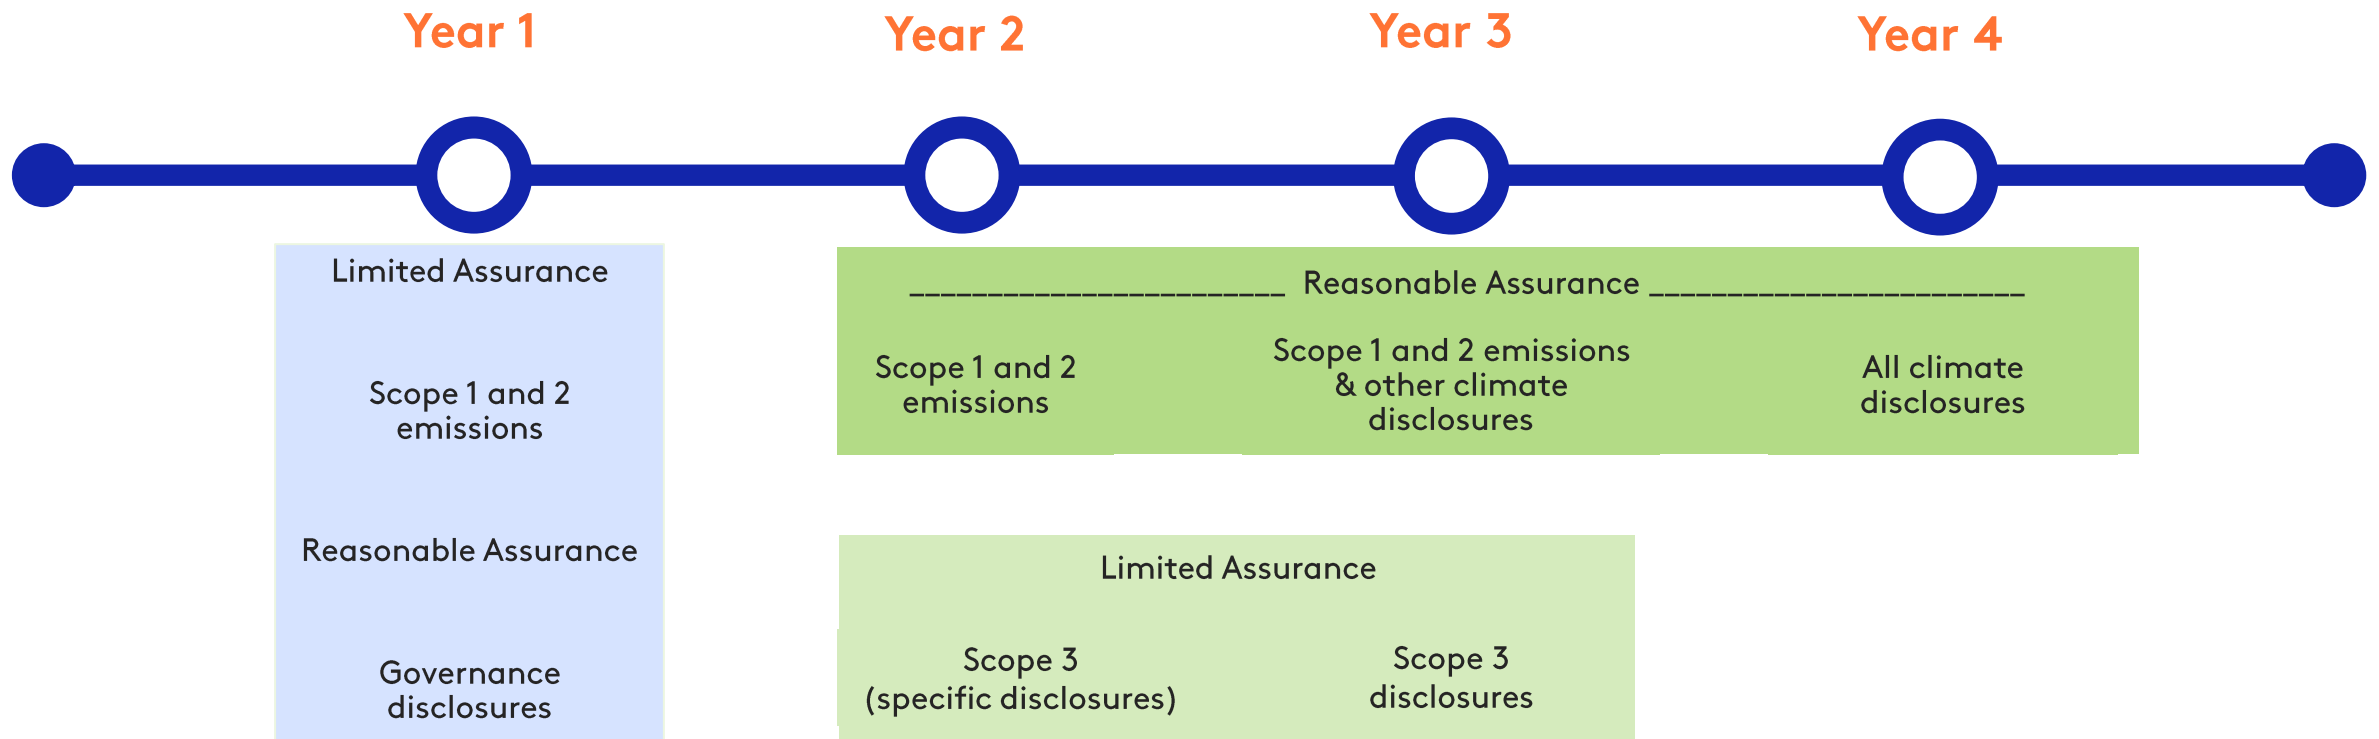 Year 1
Year 2
Year 3
Year 4
Limited Assurance
Scope 1 and 2
emissions
Reasonable Assurance
Governance
disclosures
________________________ Reasonable Assurance ________________________
Scope 1 and 2
emissions
Scope 1 and 2 emissions
& other climate
disclosures
All climate
disclosures
Limited Assurance
Scope 3
(specific disclosures)
Scope 3
disclosures